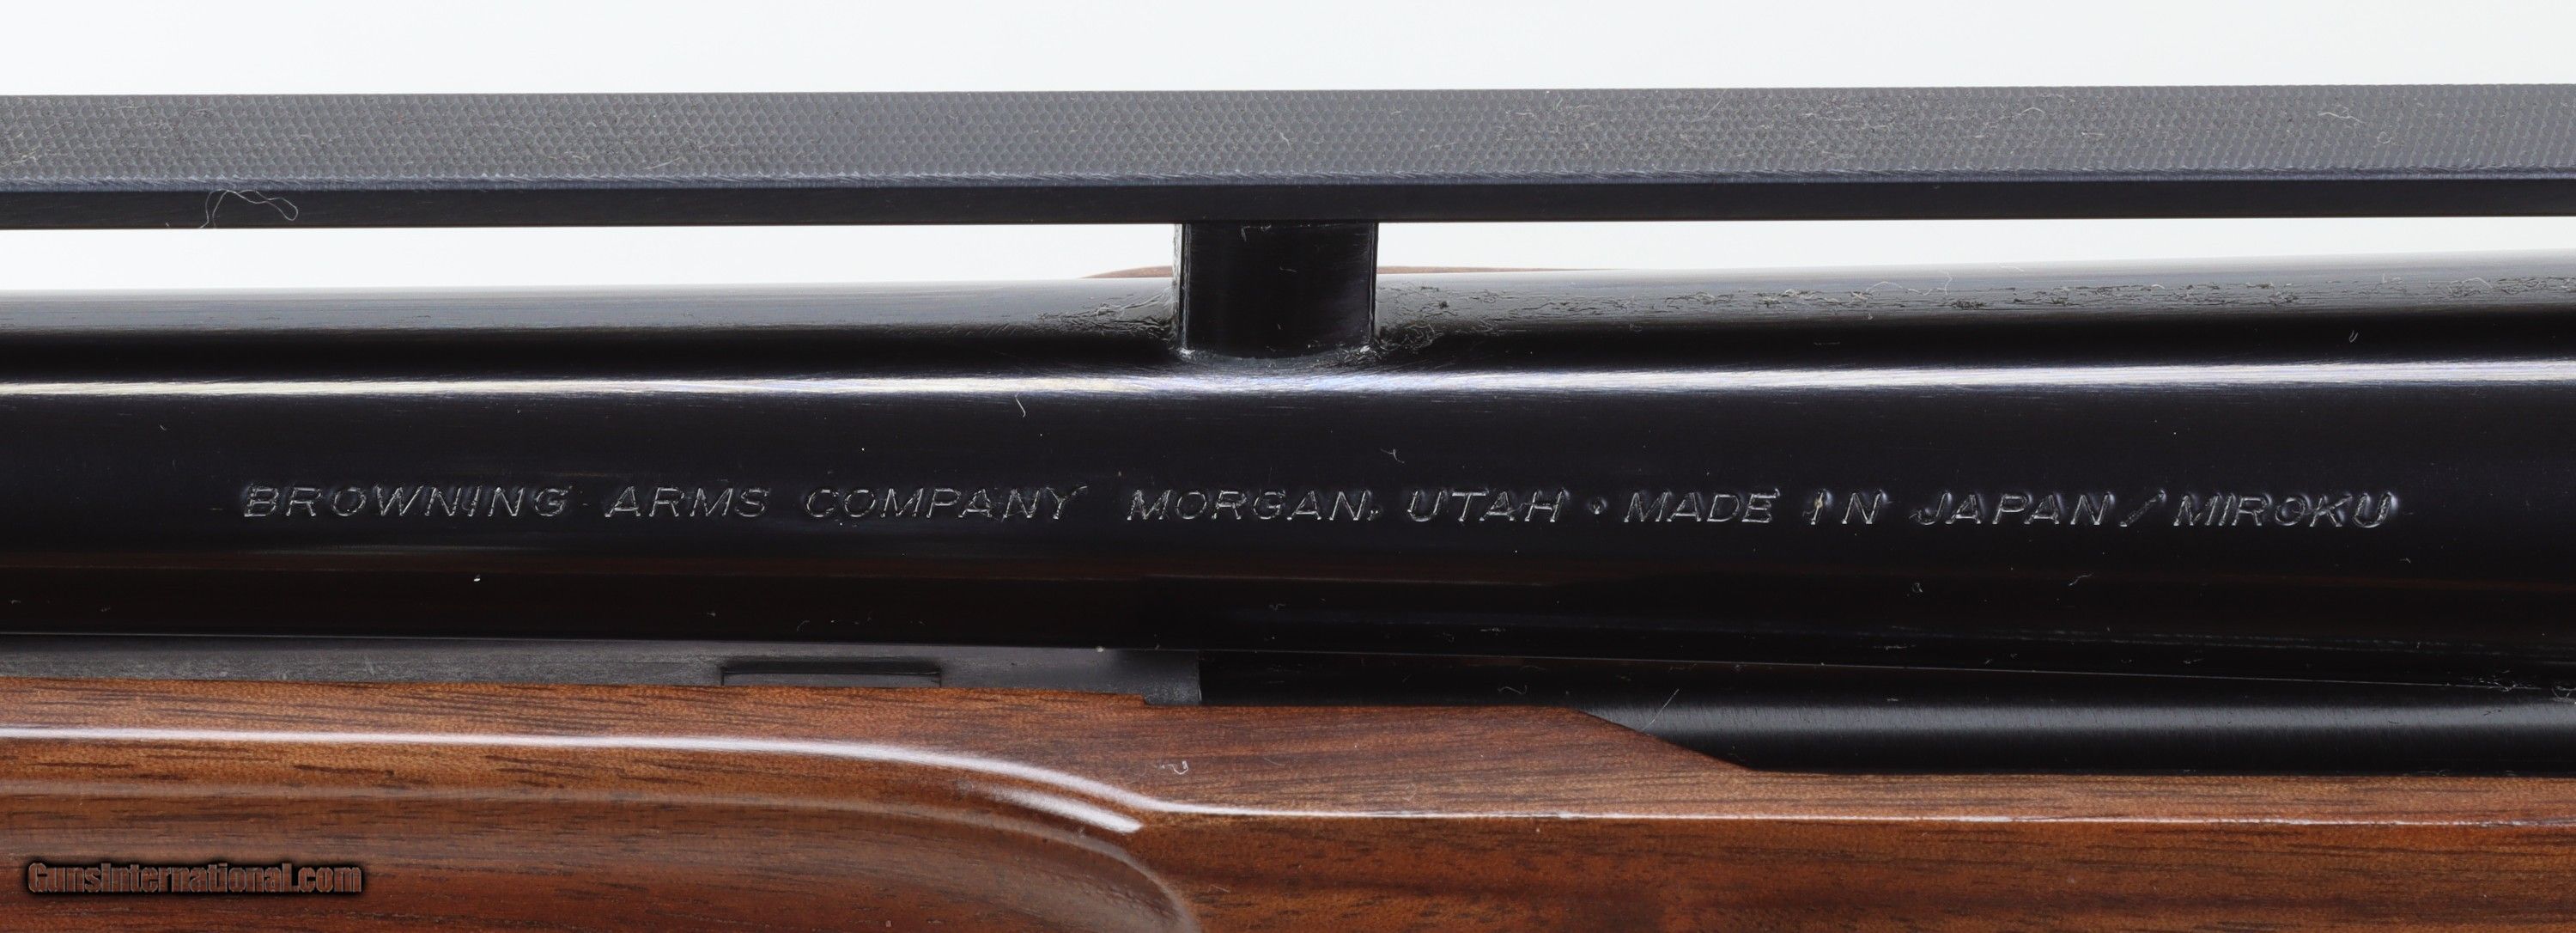 BROWNING ARMS COMPANY MORGAN, UTAH • MADE IN JAPAN/MIROKU
GunsInternational.com